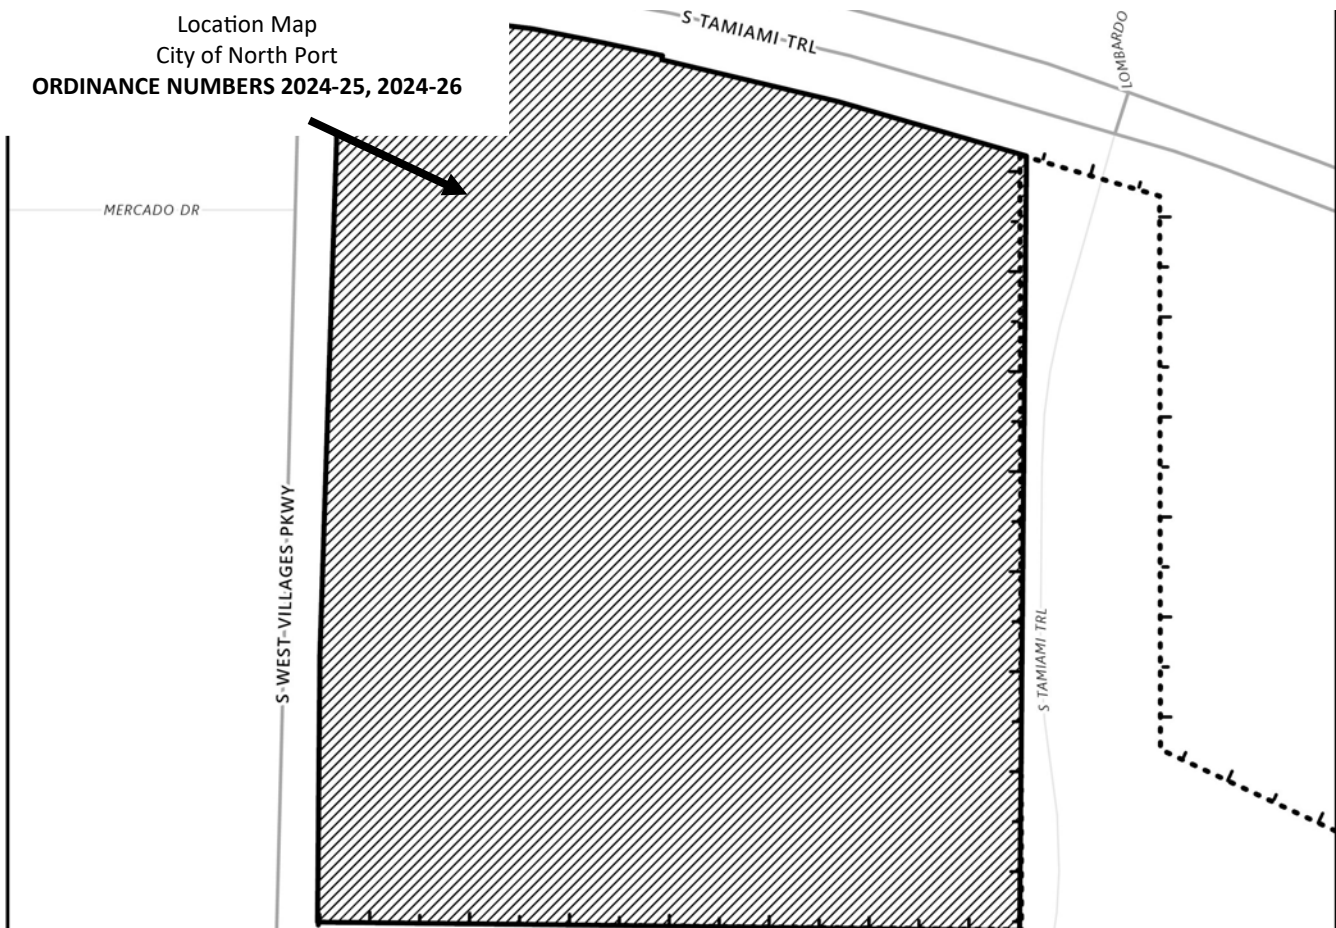 Location Map
City of North Port
ORDINANCE NUMBERS 2024-25, 2024-26
S TAMIAMI TRL
LOMBARDO
MERCADO DR
S WEST VILLAGES PKWY
S TAMIAMI TRL